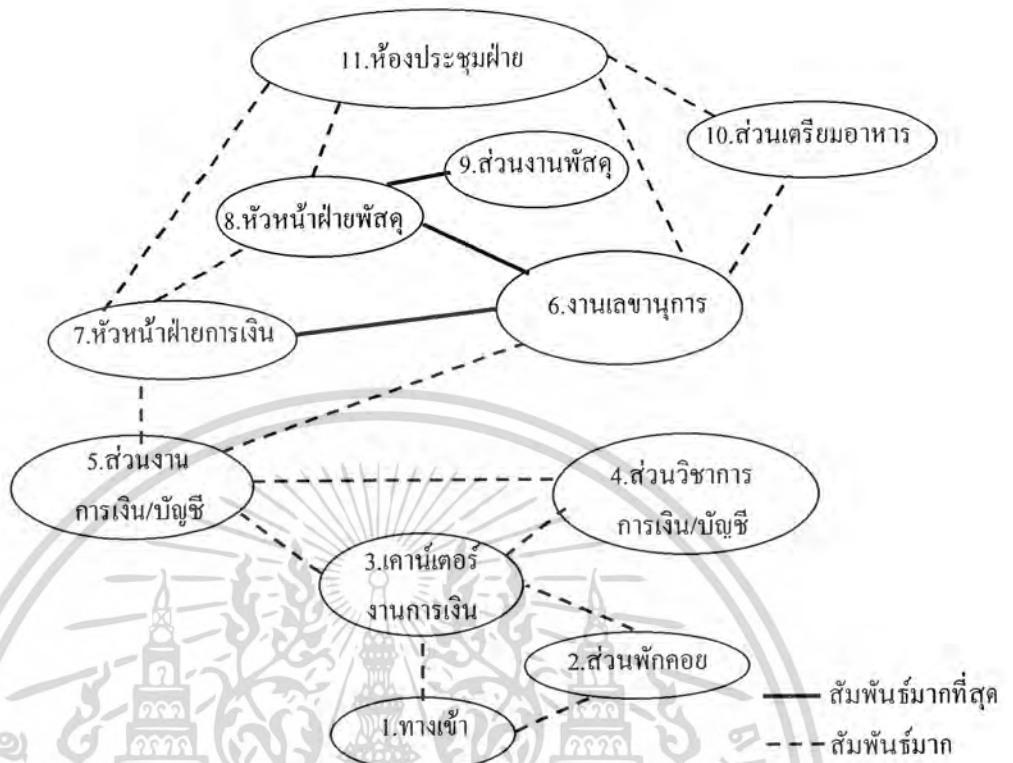 11.ห้องประชุมฝ่าย
10.ส่วนเตรียมอาหาร
9.ส่วนงานพัสดุ
8.หัวหน้าฝ่ายพัสดุ
6.งานเลขานุการ
7.หัวหน้าฝ่ายการเงิน
5.ส่วนงาน
การเงิน/บัญชี
4.ส่วนวิชาการ
การเงิน/บัญชี
3.เคาน์เตอร์
งานการเงิน
2.ส่วนพักคอย
1.ทางเข้า
สัมพันธ์มากที่สุด
สัมพันธ์มาก